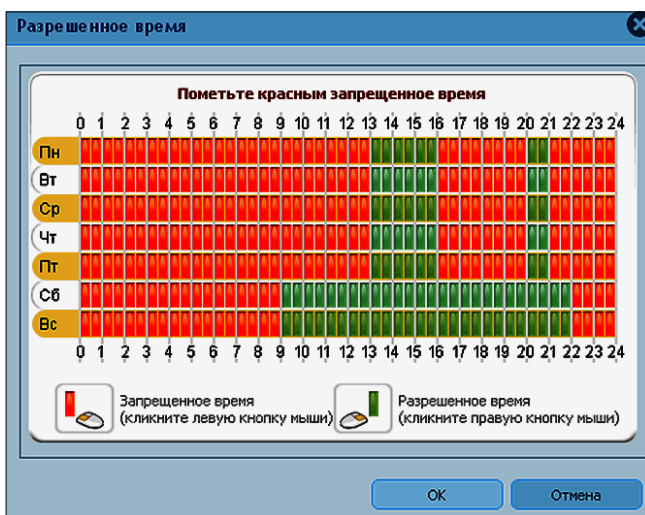 Разрешенное время
Пометьте красным запрещенное время
0 1 2 3 4 5 6 7 8 9 10 11 12 13 14 15 16 17 18 19 20 21 22 23 24
Пн
Вт
Ср
Чт
Пт
Сб
Вс
0 1 2 3 4 5 6 7 8 9 10 11 12 13 14 15 16 17 18 19 20 21 22 23 24
Запрещенное время
(кликните левую кнопку мыши)
Разрешенное время
(кликните правую кнопку мыши)
ОК
Отмена